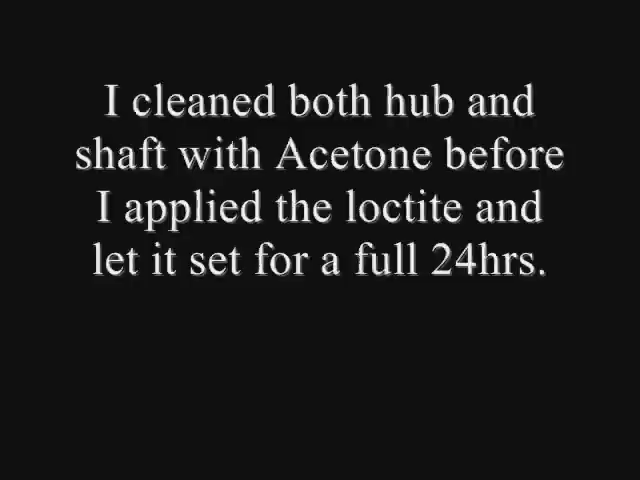 I cleaned both hub and
shaft with Acetone before
I applied the loctite and
let it set for a full 24hrs.